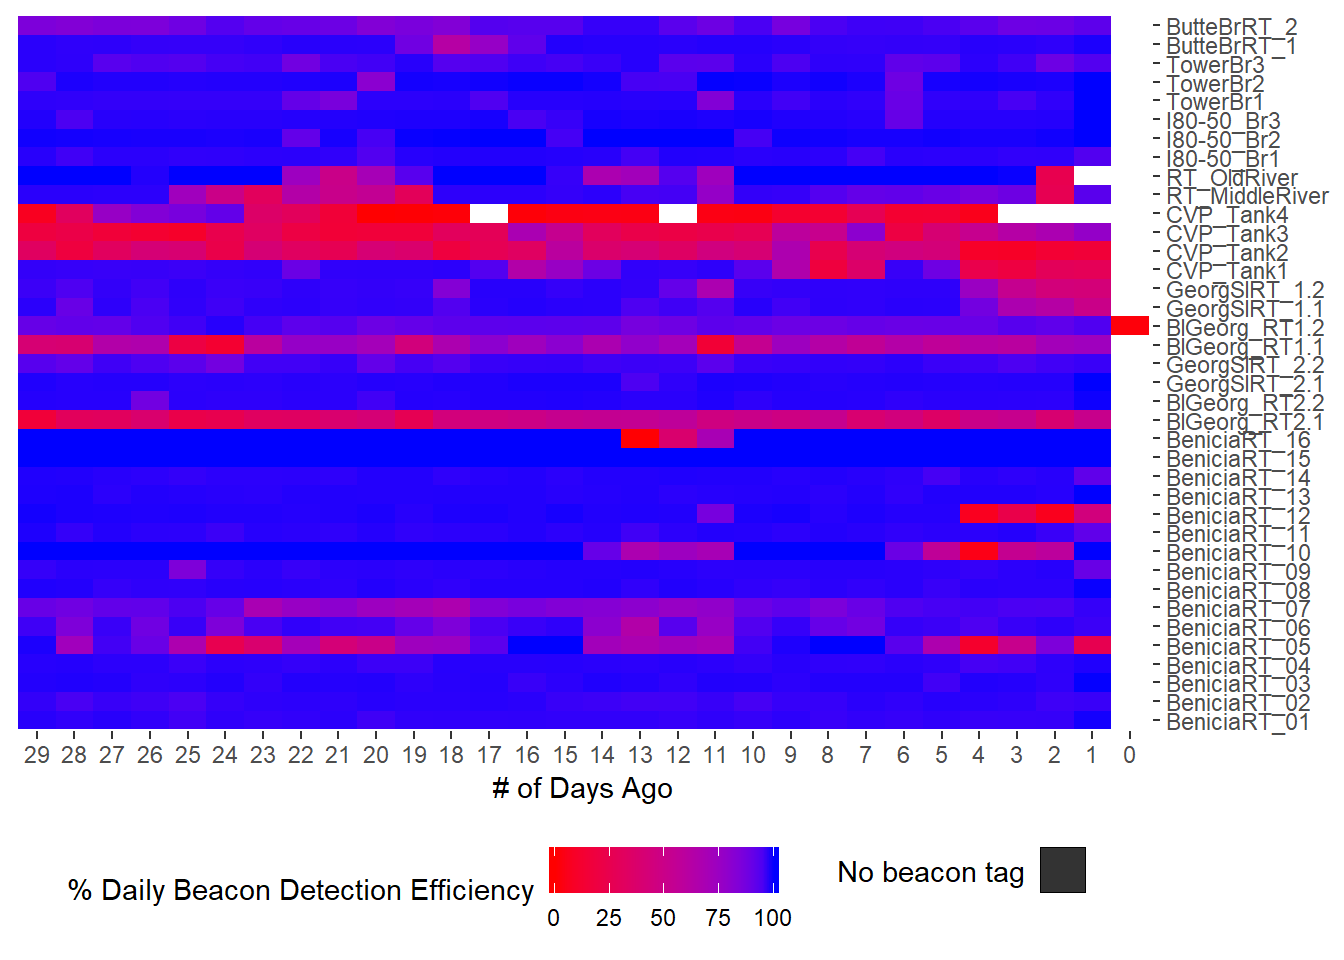 ButteBrRT_2
ButteBrRT_1
TowerBr3
TowerBr2
TowerBr1
I80-50_Br3
I80-50_Br2
I80-50_Br1
RT_OldRiver
RT_MiddleRiver
CVP_Tank4
CVP_Tank3
CVP_Tank2
CVP_Tank1
GeorgSlRT_1.2
GeorgSlRT_1.1
BlGeorg_RT1.2
BlGeorg_RT1.1
GeorgSlRT_2.2
GeorgSlRT_2.1
BlGeorg_RT2.2
BlGeorg_RT2.1
BeniciaRT_16
BeniciaRT_15
BeniciaRT_14
BeniciaRT_13
BeniciaRT_12
BeniciaRT_11
BeniciaRT_10
BeniciaRT_09
BeniciaRT_08
BeniciaRT_07
BeniciaRT_06
BeniciaRT_05
BeniciaRT_04
BeniciaRT_03
BeniciaRT_02
BeniciaRT_01
29 28 27 26 25 24 23 22 21 20 19 18 17 16 15 14 13 12 11 10 9 8 7 6 5 4 3 2 1 0
# of Days Ago
% Daily Beacon Detection Efficiency
0 25 50 75 100
No beacon tag